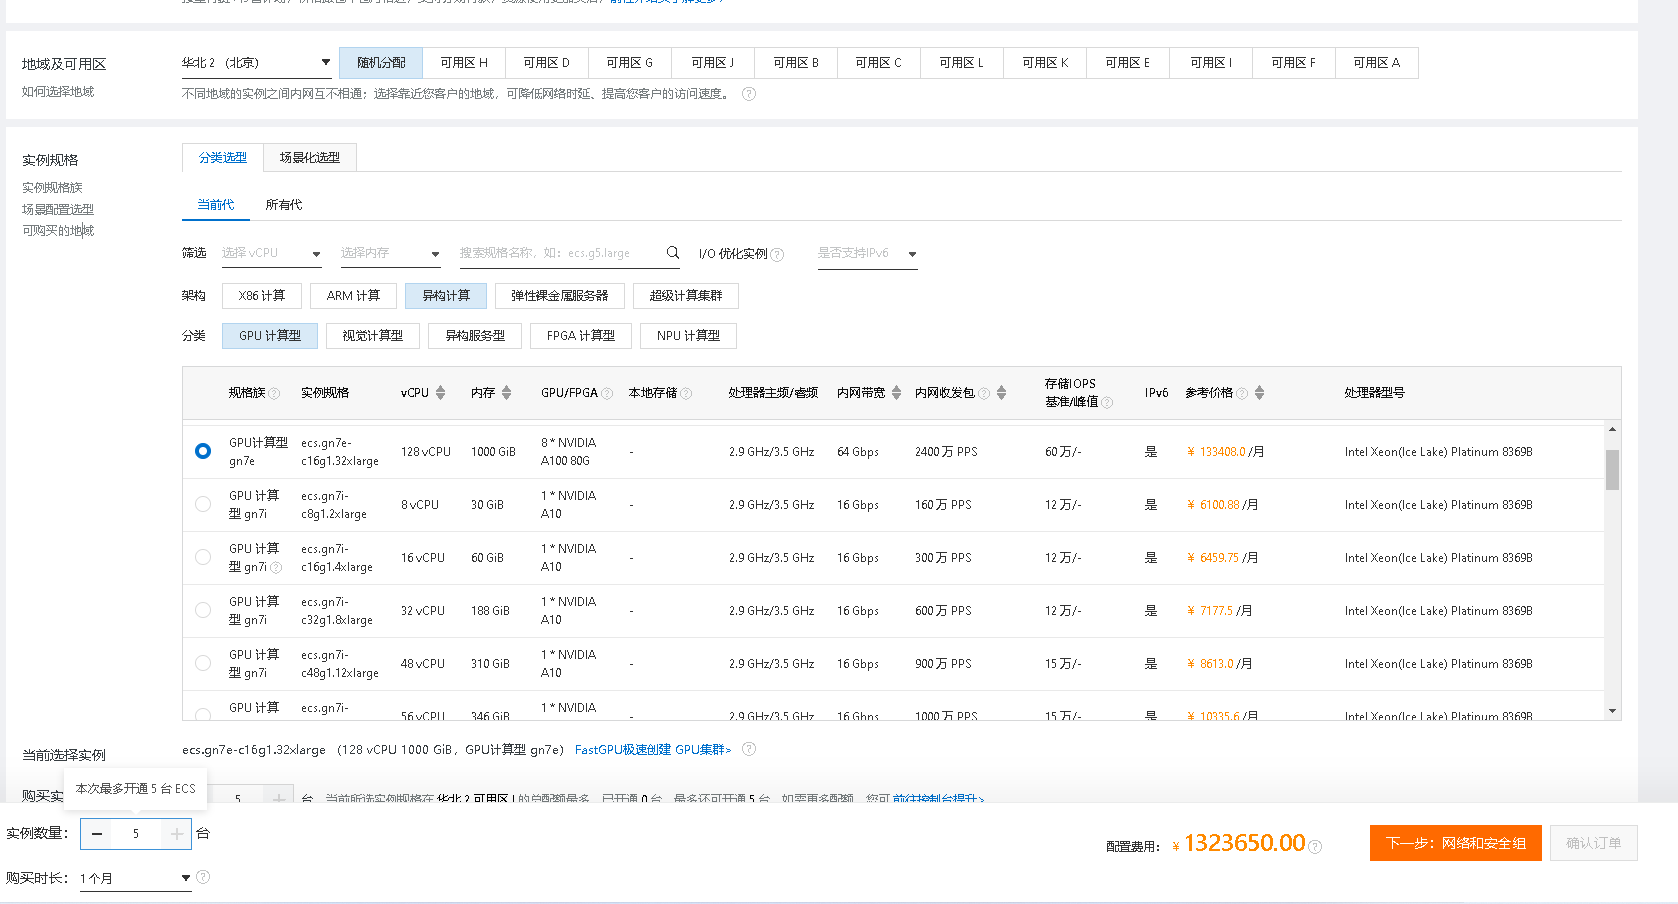 地域及可用区
如何选择地域
华北 2 （北京）
随机分配 可用区 H 可用区 D 可用区 G 可用区 J 可用区 B 可用区 C 可用区 L 可用区 K 可用区 E 可用区 I 可用区 F 可用区 A
不同地域的实例之间内网互不相通；选择靠近您客户的地域，可降低网络时延、提高您客户的访问速度。
实例规格
实例规格族
场景配置选型
可购买的地域
分类选型 场景化选型
当前代 所有代
筛选 选择 vCPU 选择内存 搜索规格名称，如：ecs.g5.large I/O 优化实例 是否支持IPv6
架构 X86 计算 ARM 计算 异构计算 弹性裸金属服务器 超级计算集群
分类 GPU 计算型 视觉计算型 异构服务型 FPGA 计算型 NPU 计算型
规格族 实例规格 vCPU 内存 GPU/FPGA 本地存储 处理器主频/睿频 内网带宽 内网收发包 存储IOPS 基准/峰值 IPv6 参考价格 处理器型号
GPU计算型 gn7e ecs.gn7e-c16g1.32xlarge 128 vCPU 1000 GiB 8 * NVIDIA A100 80G - 2.9 GHz/3.5 GHz 64 Gbps 2400 万 PPS 60 万/- 是 ¥ 133408.0 /月 Intel Xeon(Ice Lake) Platinum 8369B
GPU 计算型 gn7i ecs.gn7i-c8g1.2xlarge 8 vCPU 30 GiB 1 * NVIDIA A10 - 2.9 GHz/3.5 GHz 16 Gbps 160 万 PPS 12 万/- 是 ¥ 6100.88 /月 Intel Xeon(Ice Lake) Platinum 8369B
GPU 计算型 gn7i ecs.gn7i-c16g1.4xlarge 16 vCPU 60 GiB 1 * NVIDIA A10 - 2.9 GHz/3.5 GHz 16 Gbps 300 万 PPS 12 万/- 是 ¥ 6459.75 /月 Intel Xeon(Ice Lake) Platinum 8369B
GPU 计算型 gn7i ecs.gn7i-c32g1.8xlarge 32 vCPU 188 GiB 1 * NVIDIA A10 - 2.9 GHz/3.5 GHz 16 Gbps 600 万 PPS 12 万/- 是 ¥ 7177.5 /月 Intel Xeon(Ice Lake) Platinum 8369B
GPU 计算型 gn7i ecs.gn7i-c48g1.12xlarge 48 vCPU 310 GiB 1 * NVIDIA A10 - 2.9 GHz/3.5 GHz 16 Gbps 900 万 PPS 15 万/- 是 ¥ 8613.0 /月 Intel Xeon(Ice Lake) Platinum 8369B
GPU 计算 ecs.gn7i- 56 vCPU 346 GiB 1 * NVIDIA - 2.9 GHz/3.5 GHz 16 Gbps 1000 万 PPS 15 万/- 是 ¥ 10335.6 /月 Intel Xeon(Ice Lake) Platinum 8369B
当前选择实例 ecs.gn7e-c16g1.32xlarge （128 vCPU 1000 GiB，GPU计算型 gn7e） FastGPU极速创建 GPU集群>
本次最多开通 5 台 ECS
购买实 5 + 台 当前所选实例规格在 华北 2 可用区 I 的总配额最多 已开通 0 台 最多还可开通 5 台 如需更多配额 您可 前往控制台提升>
实例数量： − 5 + 台
购买时长： 1 个月
配置费用： ¥ 1323650.00
下一步：网络和安全组 确认订单